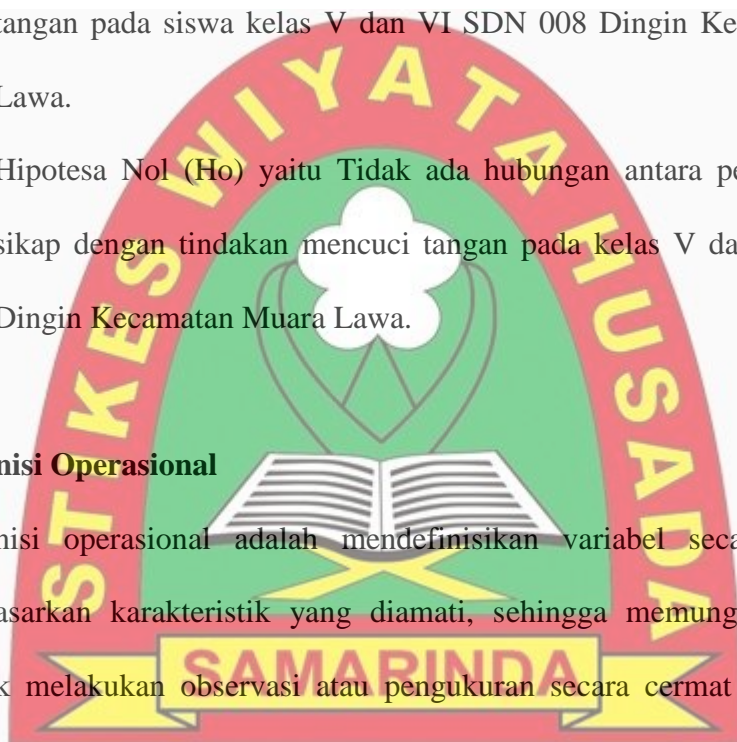 tangan pada siswa kelas V dan VI SDN 008 Dingin Ke
Lawa.
Hipotesa Nol (Ho) yaitu Tidak ada hubungan antara pe
sikap dengan tindakan mencuci tangan pada kelas V da
Dingin Kecamatan Muara Lawa.
nisi Operasional
nisi operasional adalah mendefinisikan variabel seca
asarkan karakteristik yang diamati, sehingga memung
k melakukan observasi atau pengukuran secara cermat
STIKES WIYATA HUSADA
SAMARINDA